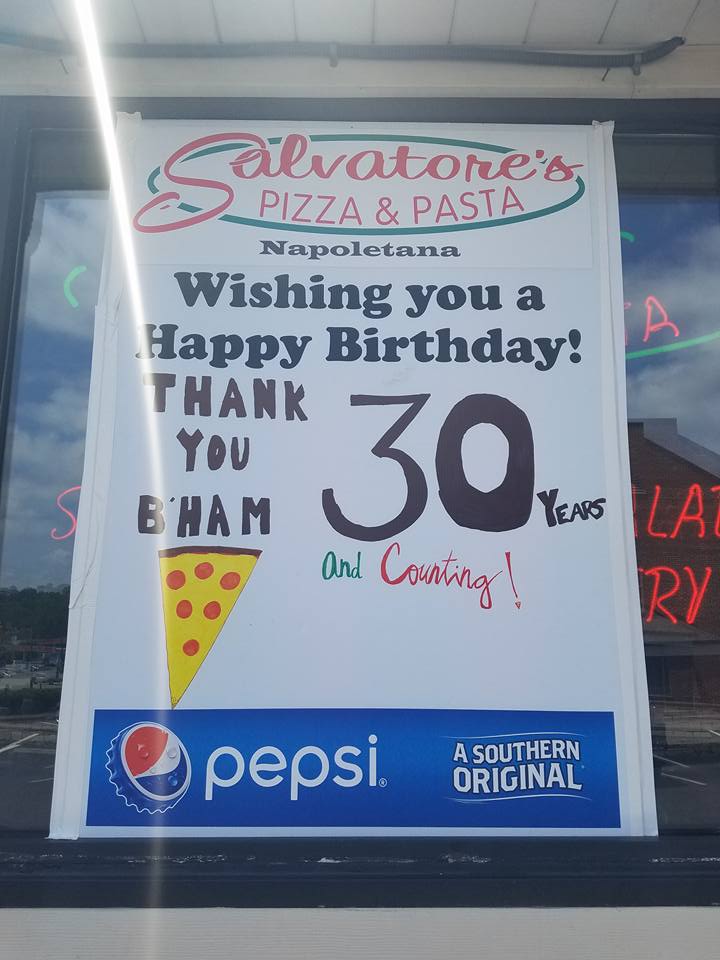 Salvatore's
PIZZA & PASTA
Napoletana
Wishing you a
Happy Birthday!
THANK
YOU
B'HAM
30 YEARS
and Counting!
pepsi®
A SOUTHERN
ORIGINAL